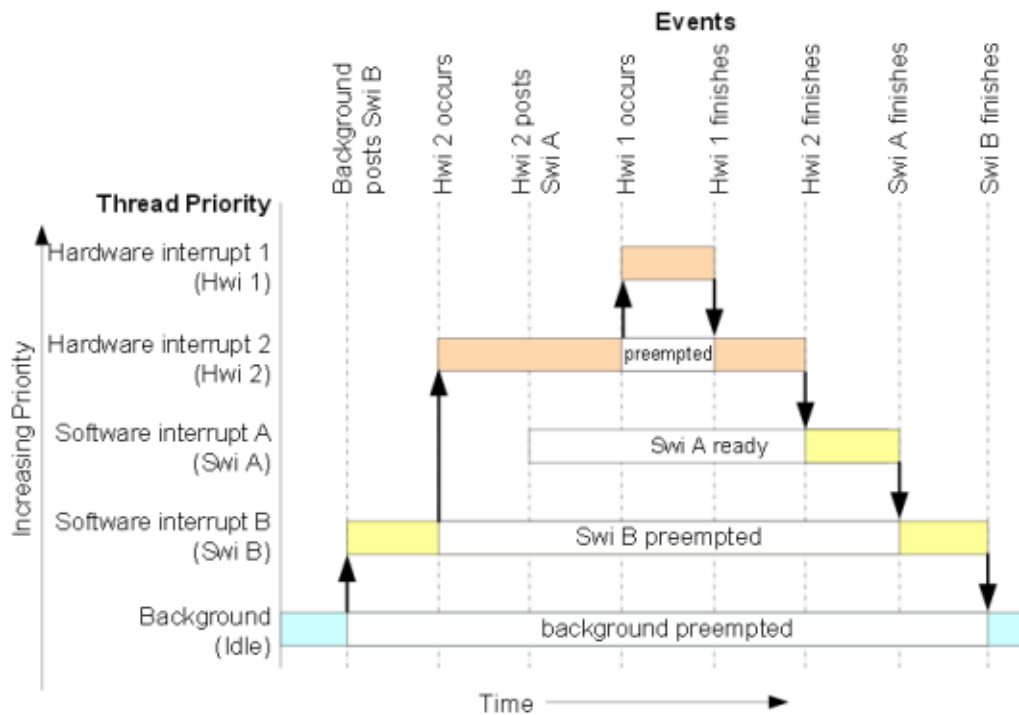 Events
Background
posts Swi B
Hwi 2 occurs
Hwi 2 posts
Swi A
Hwi 1 occurs
Hwi 1 finishes
Hwi 2 finishes
Swi A finishes
Swi B finishes
Thread Priority
Increasing Priority
Hardware interrupt 1
(Hwi 1)
Hardware interrupt 2
(Hwi 2)
preempted
Software interrupt A
(Swi A)
Swi A ready
Software interrupt B
(Swi B)
Swi B preempted
Background
(Idle)
background preempted
Time